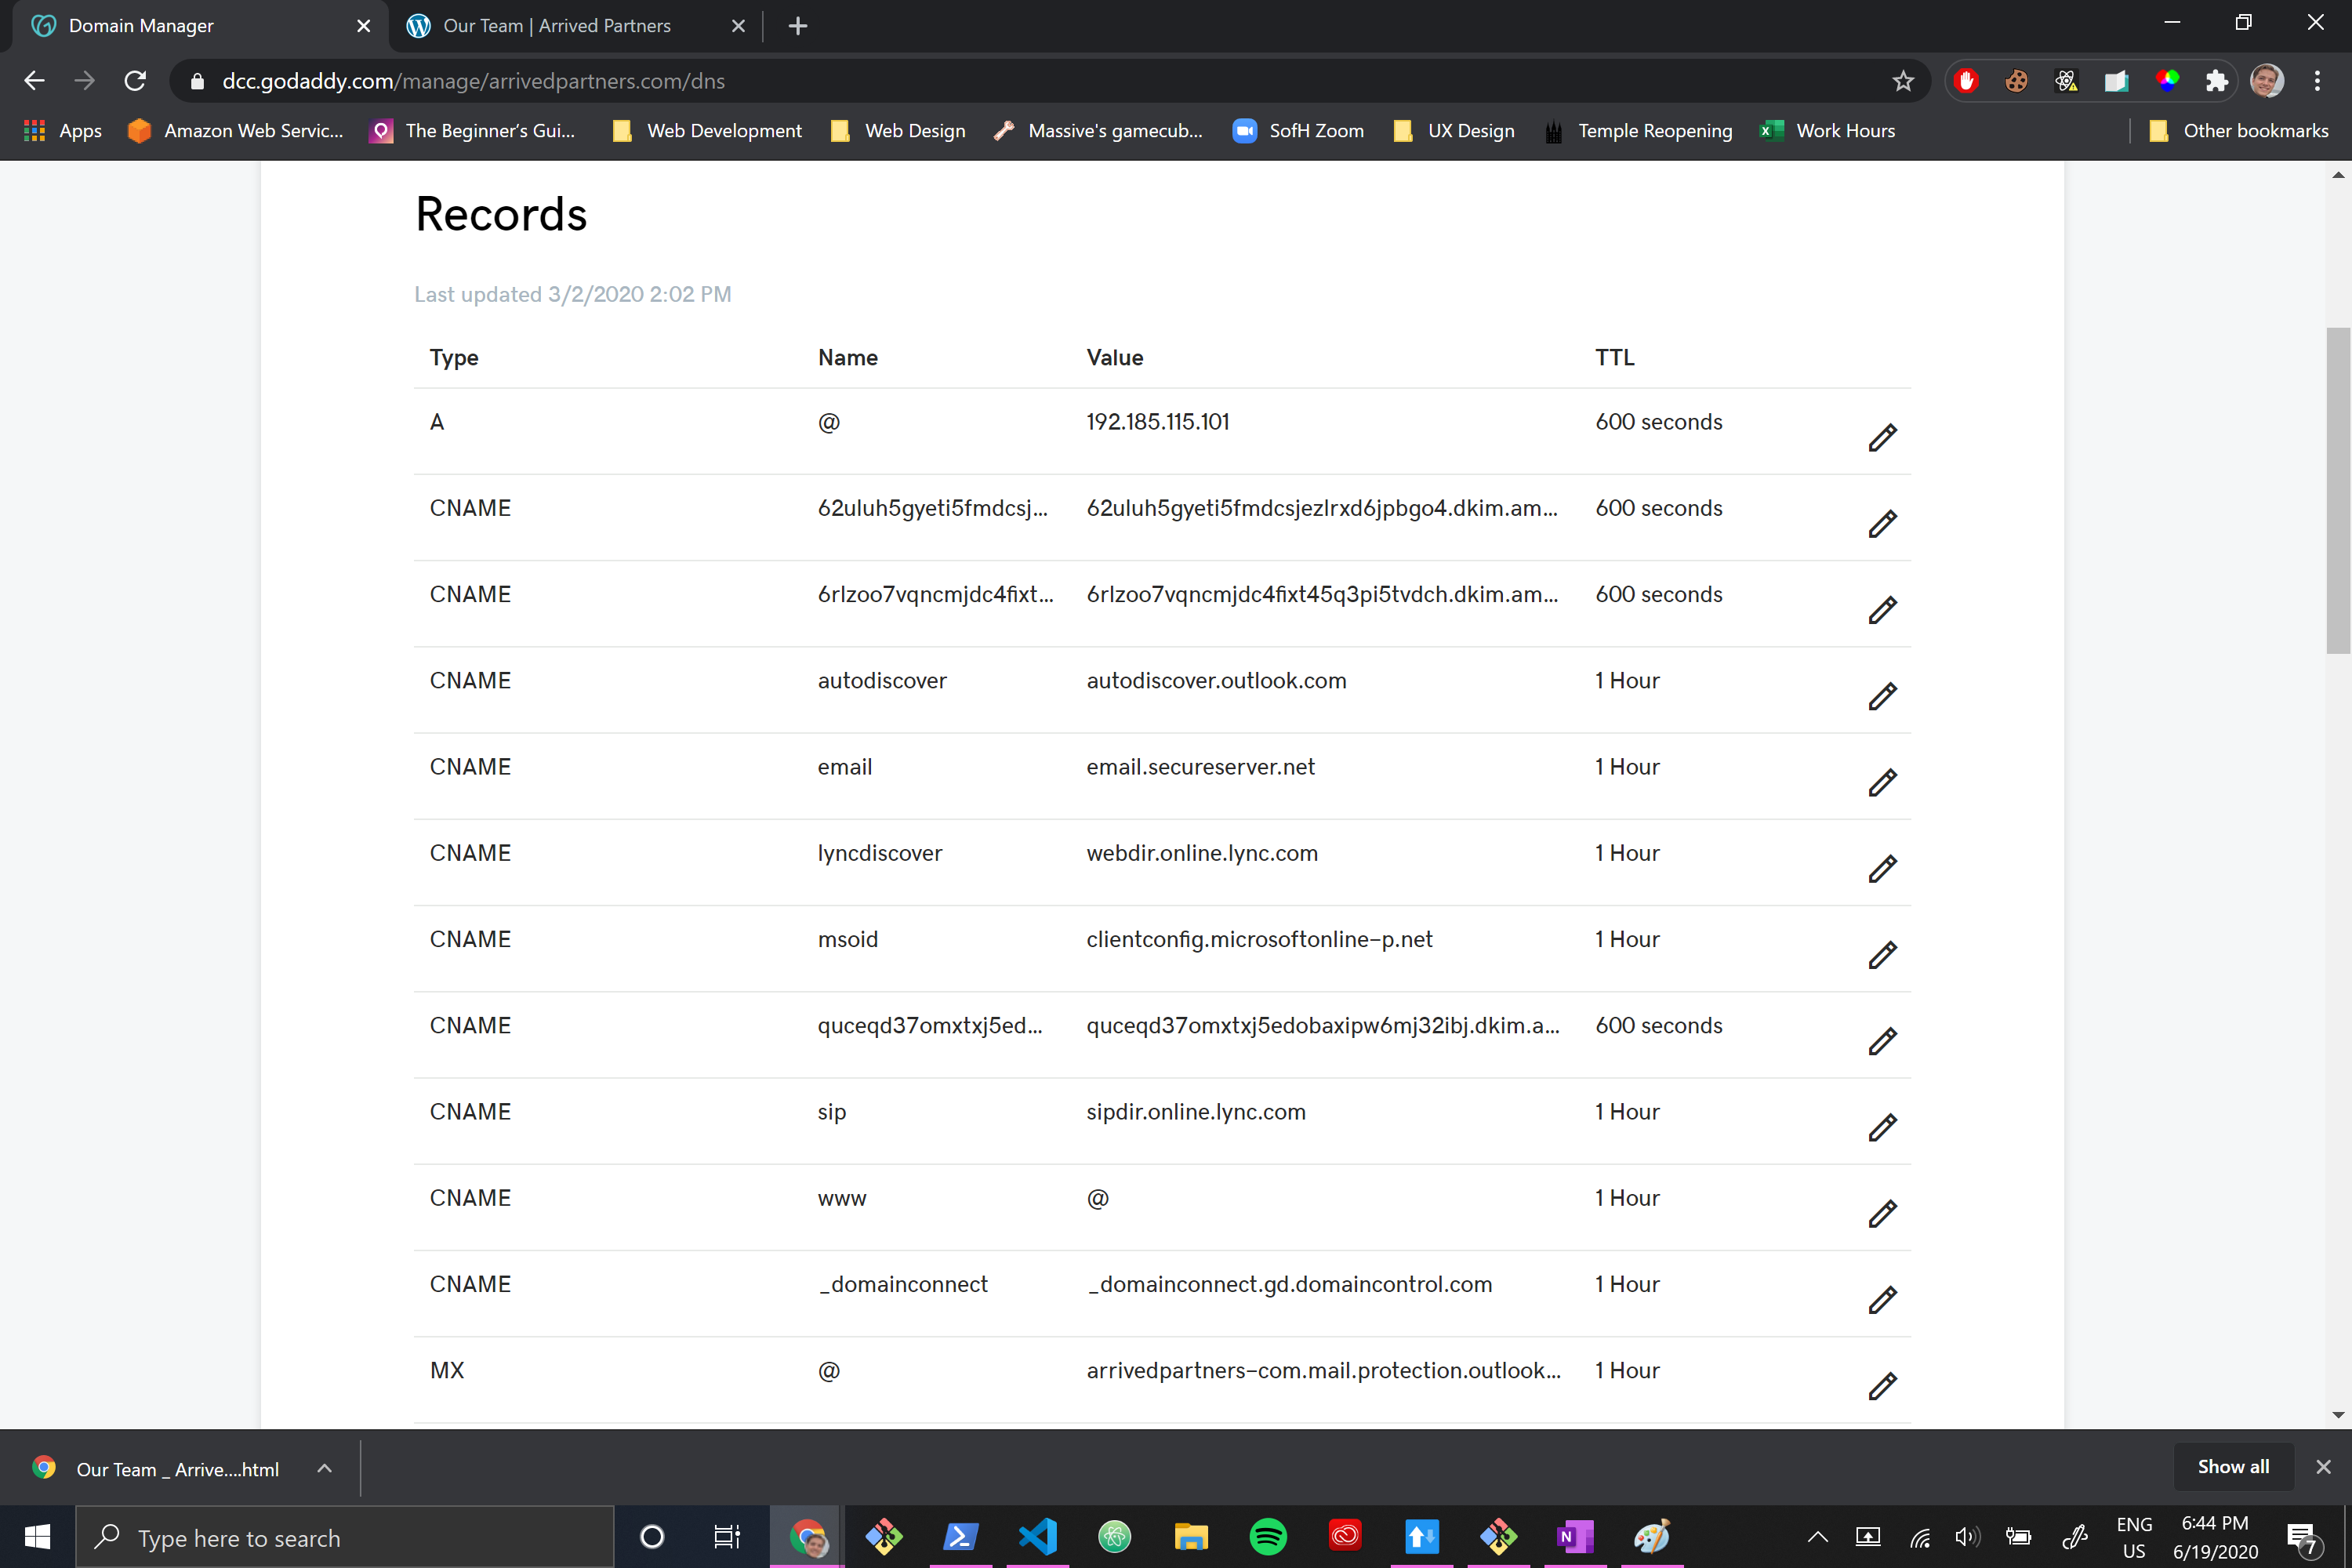 Domain Manager
Our Team | Arrived Partners
dcc.godaddy.com/manage/arrivedpartners.com/dns
Apps Amazon Web Servic... The Beginner's Gui... Web Development Web Design Massive's gamecub... SofH Zoom UX Design Temple Reopening Work Hours Other bookmarks
Records
Last updated 3/2/2020 2:02 PM
Type Name Value TTL
A @ 192.185.115.101 600 seconds
CNAME 62uluh5gyeti5fmdcsj... 62uluh5gyeti5fmdcsjezlrxd6jpbgo4.dkim.am... 600 seconds
CNAME 6rlzoo7vqncmjdc4fixt... 6rlzoo7vqncmjdc4fixt45q3pi5tvdch.dkim.am... 600 seconds
CNAME autodiscover autodiscover.outlook.com 1 Hour
CNAME email email.secureserver.net 1 Hour
CNAME lyncdiscover webdir.online.lync.com 1 Hour
CNAME msoid clientconfig.microsoftonline-p.net 1 Hour
CNAME quceqd37omxtxj5ed... quceqd37omxtxj5edobaxipw6mj32ibj.dkim.a... 600 seconds
CNAME sip sipdir.online.lync.com 1 Hour
CNAME www @ 1 Hour
CNAME _domainconnect _domainconnect.gd.domaincontrol.com 1 Hour
MX @ arrivedpartners-com.mail.protection.outlook... 1 Hour
Our Team _ Arrive....html
Show all
Type here to search
ENG
US
6:44 PM
6/19/2020
7